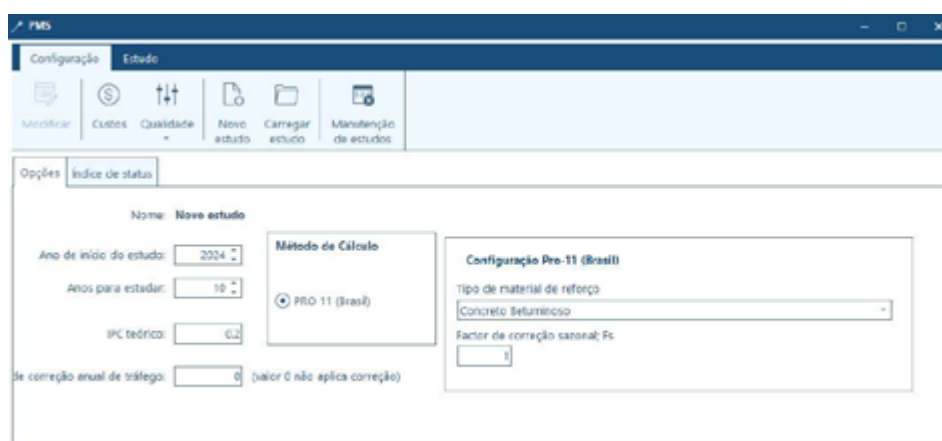 PMS
Configuração Estudo
Modificar Custos Qualidade Novo estudo Carregar estudo Manutenção de estudos
Opções Índice de status
Nome: Novo estudo
Ano de início do estudo: 2024
Anos para estudar: 10
IPC teórico: 0.2
de correção anual de tráfego: 0 (valor 0 não aplica correção)
Método de Cálculo
PRO 11 (Brasil)
Configuração Pro-11 (Brasil)
Tipo de material de reforço
Concreto Betuminoso
Factor de correção sazonal; Fs
1